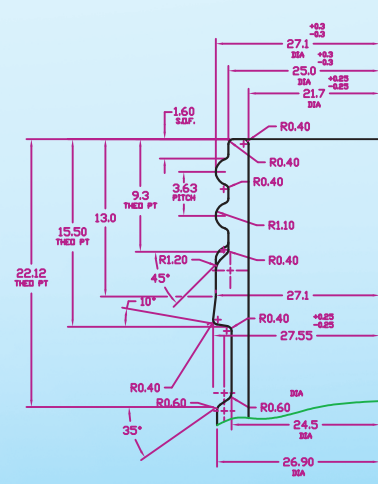 +0.3
-0.3
27.1
DIA
+0.3
-0.3
25.0
DIA
+0.25
-0.25
21.7
DIA
1.60
S.O.F.
R0.40
R0.40
9.3
THEO PT
3.63
PITCH
R0.40
13.0
15.50
THEO PT
R1.10
22.12
THEO PT
R1.20
R0.40
45°
10°
27.1
R0.40
+0.25
-0.25
27.55
R0.40
DIA
R0.60
R0.60
35°
24.5
DIA
26.90
DIA